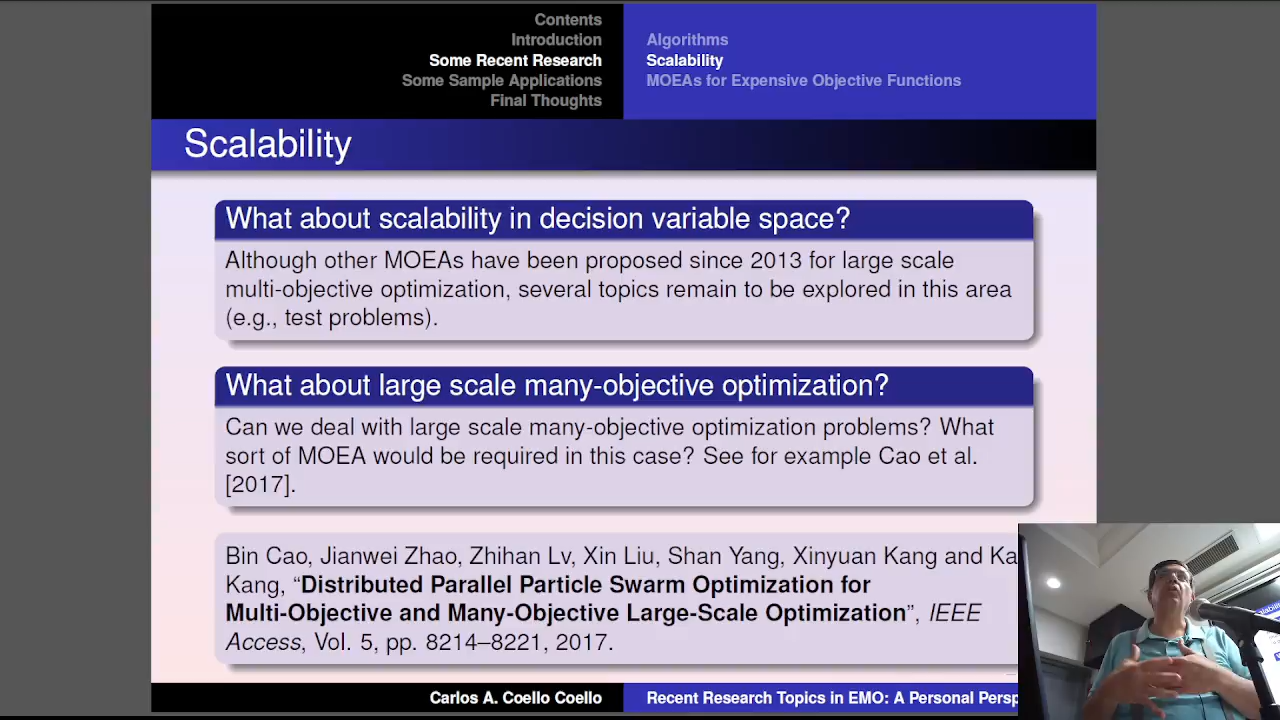 Contents
Introduction
Some Recent Research
Some Sample Applications
Final Thoughts
Algorithms
Scalability
MOEAs for Expensive Objective Functions
Scalability
What about scalability in decision variable space?
Although other MOEAs have been proposed since 2013 for large scale
multi-objective optimization, several topics remain to be explored in this area
(e.g., test problems).
What about large scale many-objective optimization?
Can we deal with large scale many-objective optimization problems? What
sort of MOEA would be required in this case? See for example Cao et al.
[2017].
Bin Cao, Jianwei Zhao, Zhihan Lv, Xin Liu, Shan Yang, Xinyuan Kang and Ka
Kang, “Distributed Parallel Particle Swarm Optimization for
Multi-Objective and Many-Objective Large-Scale Optimization”, IEEE
Access, Vol. 5, pp. 8214–8221, 2017.
Carlos A. Coello Coello
Recent Research Topics in EMO: A Personal Persp